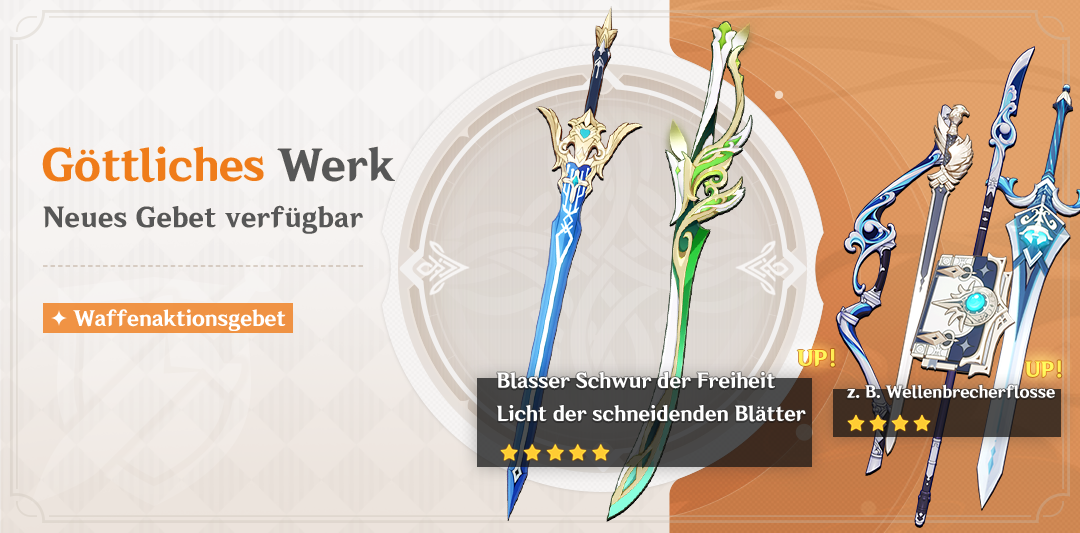 Göttliches Werk
Neues Gebet verfügbar
✦ Waffenaktionsgebet
Blasser Schwur der Freiheit
Licht der schneidenden Blätter
UP!
z. B. Wellenbrecherflosse
UP!